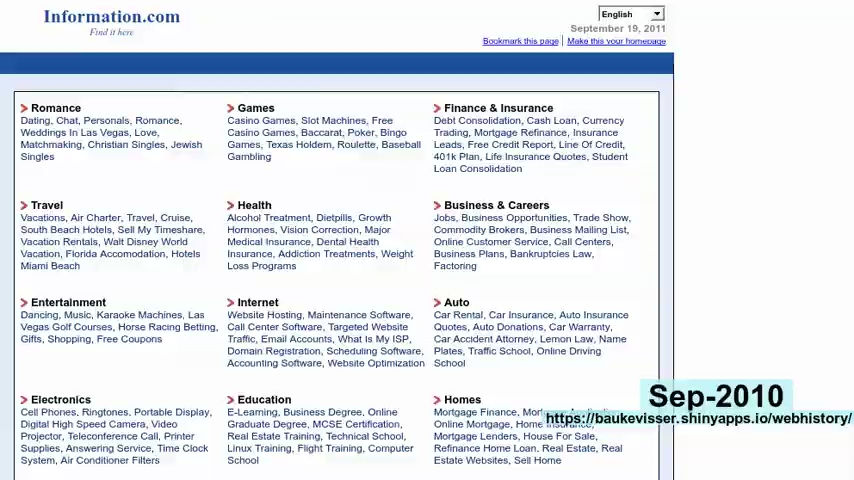 Information.com
Find it here
English
September 19, 2011
Bookmark this page | Make this your homepage
Romance
Dating, Chat, Personals, Romance,
Weddings In Las Vegas, Love,
Matchmaking, Christian Singles, Jewish
Singles
Games
Casino Games, Slot Machines, Free
Casino Games, Baccarat, Poker, Bingo
Games, Texas Holdem, Roulette, Baseball
Gambling
Finance & Insurance
Debt Consolidation, Cash Loan, Currency
Trading, Mortgage Refinance, Insurance
Leads, Free Credit Report, Line Of Credit,
401k Plan, Life Insurance Quotes, Student
Loan Consolidation
Travel
Vacations, Air Charter, Travel, Cruise,
South Beach Hotels, Sell My Timeshare,
Vacation Rentals, Walt Disney World
Vacation, Florida Accomodation, Hotels
Miami Beach
Health
Alcohol Treatment, Dietpills, Growth
Hormones, Vision Correction, Major
Medical Insurance, Dental Health
Insurance, Addiction Treatments, Weight
Loss Programs
Business & Careers
Jobs, Business Opportunities, Trade Show,
Commodity Brokers, Business Mailing List,
Online Customer Service, Call Centers,
Business Plans, Bankruptcies Law,
Factoring
Entertainment
Dancing, Music, Karaoke Machines, Las
Vegas Golf Courses, Horse Racing Betting,
Gifts, Shopping, Free Coupons
Internet
Website Hosting, Maintenance Software,
Call Center Software, Targeted Website
Traffic, Email Accounts, What Is My ISP,
Domain Registration, Scheduling Software,
Accounting Software, Website Optimization
Auto
Car Rental, Car Insurance, Auto Insurance
Quotes, Auto Donations, Car Warranty,
Car Accident Attorney, Lemon Law, Name
Plates, Traffic School, Online Driving
School
Electronics
Cell Phones, Ringtones, Portable Display,
Digital High Speed Camera, Video
Projector, Teleconference Call, Printer
Supplies, Answering Service, Time Clock
System, Air Conditioner Filters
Education
E-Learning, Business Degree, Online
Graduate Degree, MCSE Certification,
Real Estate Training, Technical School,
Linux Training, Flight Training, Computer
School
Homes
Mortgage Finance,
Online Mortgage, Home Insurance,
Mortgage Lenders, House For Sale,
Refinance Home Loan, Real Estate, Real
Estate Websites, Sell Home
Sep-2010
https://baukevisser.shinyapps.io/webhistory/